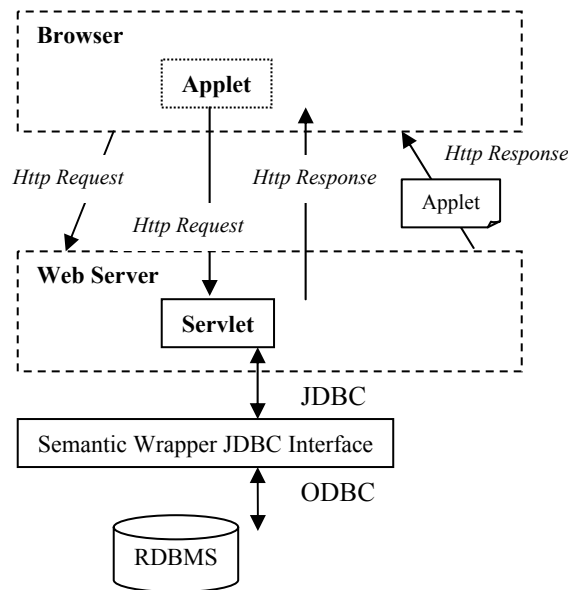 Browser
Applet
Http Response
Http Request
Http Response
Applet
Http Request
Web Server
Servlet
JDBC
Semantic Wrapper JDBC Interface
ODBC
RDBMS